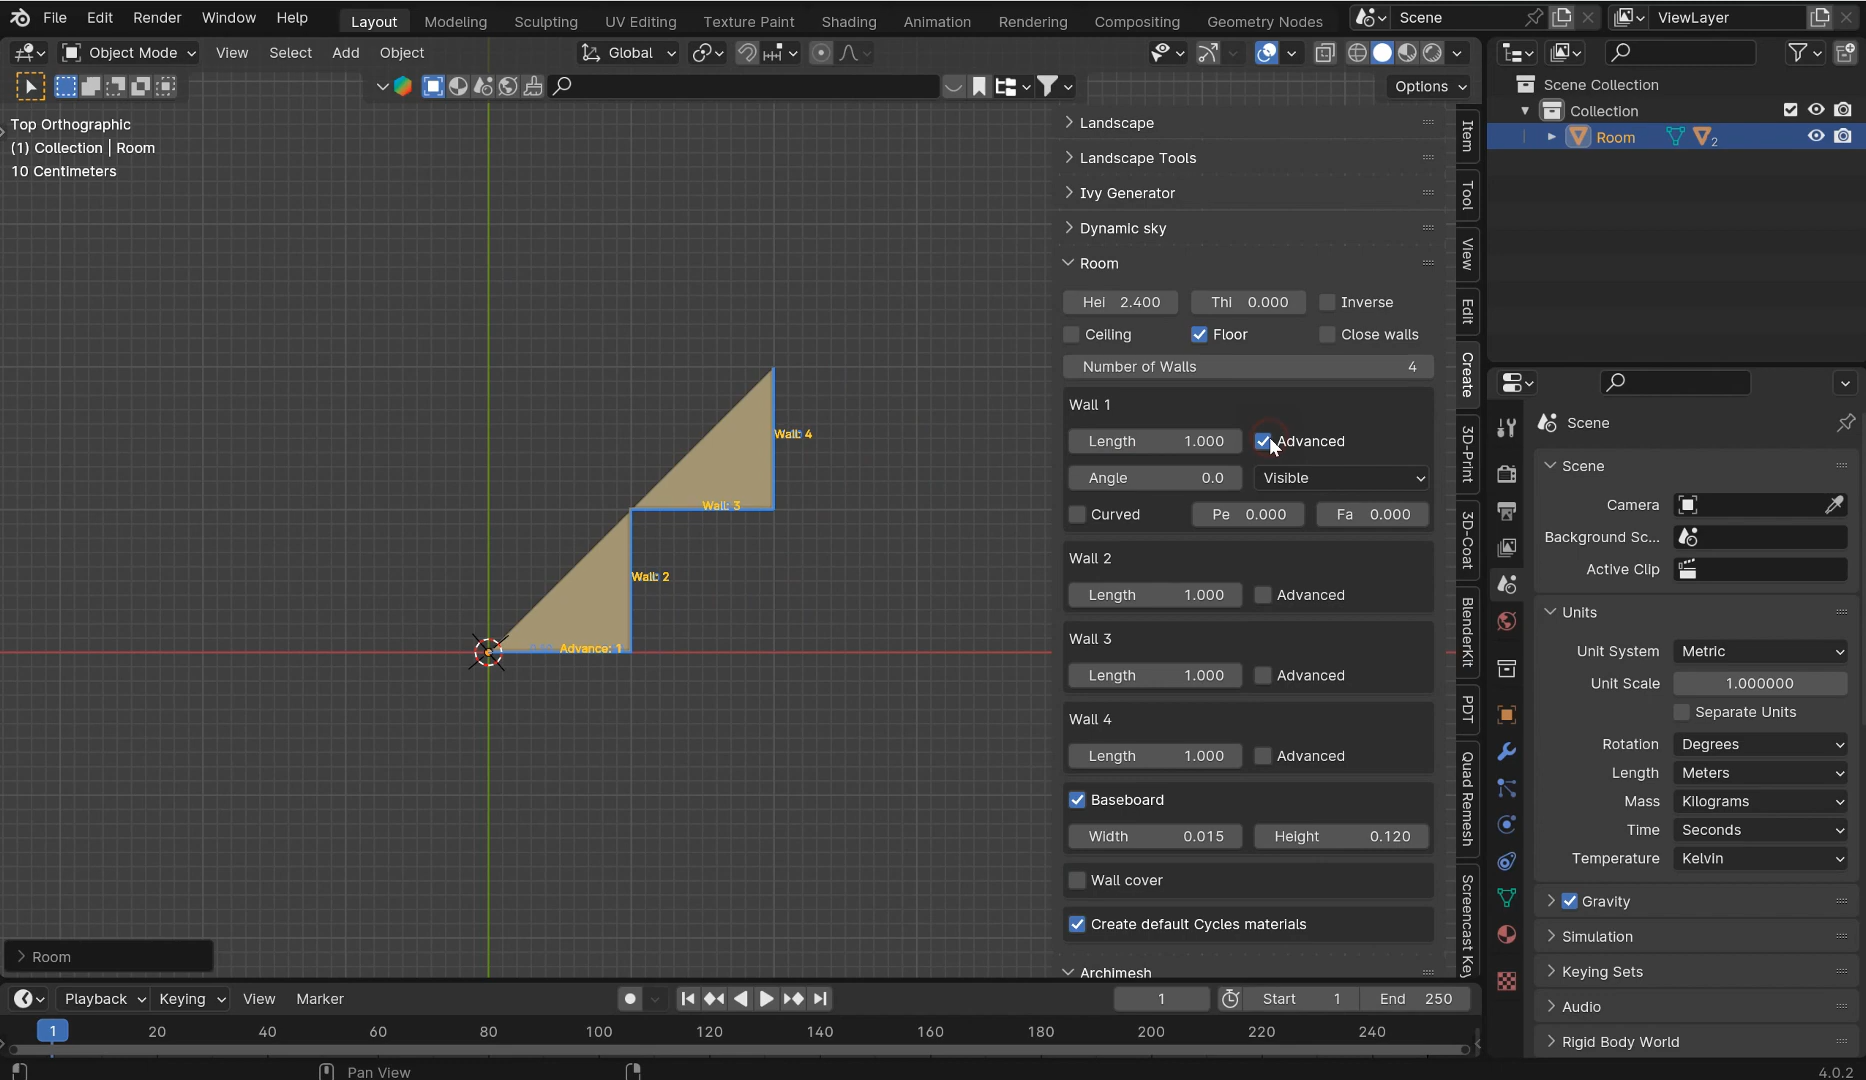 File Edit Render Window Help Layout Modeling Sculpting UV Editing Texture Paint Shading Animation Rendering Compositing Geometry Nodes Scene ViewLayer
Object Mode View Select Add Object Global
Options
Top Orthographic
(1) Collection | Room
10 Centimeters
Wall: 4
Wall: 3
Wall: 2
Advance: 1
Room
Landscape
Landscape Tools
Ivy Generator
Dynamic sky
Room
Hei 2.400 Thi 0.000 Inverse
Ceiling Floor Close walls
Number of Walls 4
Wall 1
Length 1.000 Advanced
Angle 0.0 Visible
Curved Pe 0.000 Fa 0.000
Wall 2
Length 1.000 Advanced
Wall 3
Length 1.000 Advanced
Wall 4
Length 1.000 Advanced
Baseboard
Width 0.015 Height 0.120
Wall cover
Create default Cycles materials
Archimesh
Item
Tool
View
Edit
Create
3D-Print
3D-Coat
BlenderKit
PDT
Quad Remesh
Screencast Key
Scene Collection
Collection
Room 2
Scene
Scene
Camera
Background Sc...
Active Clip
Units
Unit System Metric
Unit Scale 1.000000
Separate Units
Rotation Degrees
Length Meters
Mass Kilograms
Time Seconds
Temperature Kelvin
Gravity
Simulation
Keying Sets
Audio
Rigid Body World
Playback Keying View Marker 1 Start 1 End 250
1 20 40 60 80 100 120 140 160 180 200 220 240
Pan View 4.0.2